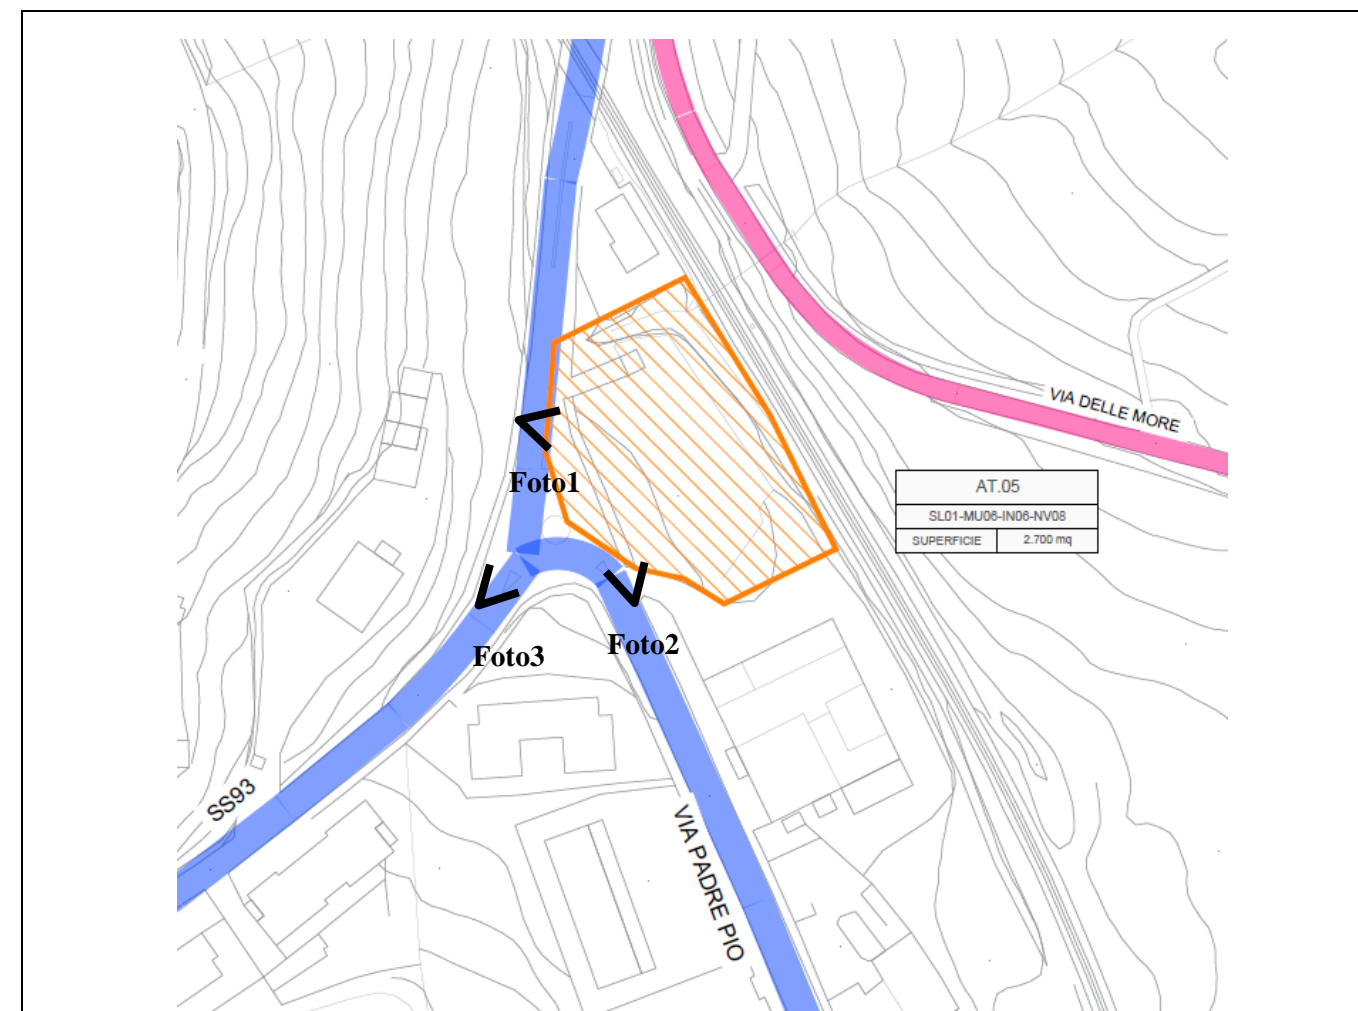 VIA DELLE MORE
AT.05
SL01-MU06-IN06-NV08
SUPERFICIE 2.700 mq
Foto1
Foto2
Foto3
SS93
VIA PADRE PIO